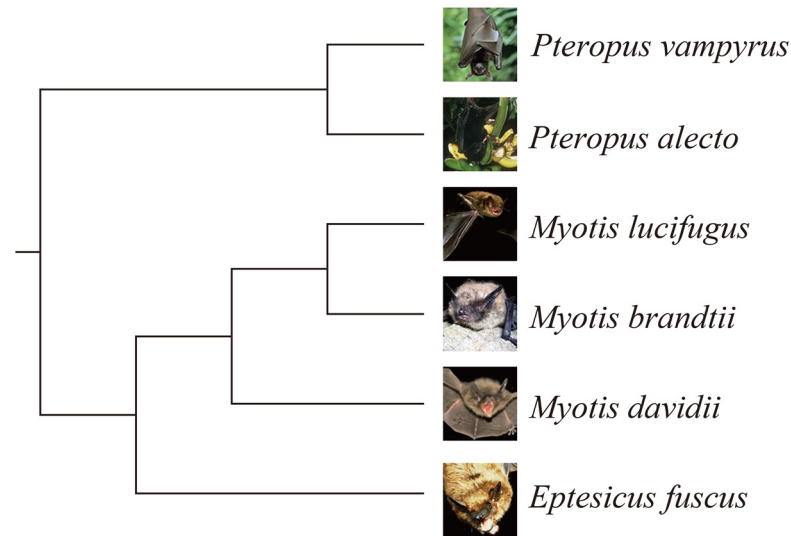 Pteropus vampyrus
Pteropus alecto
Myotis lucifugus
Myotis brandtii
Myotis davidii
Eptesicus fuscus